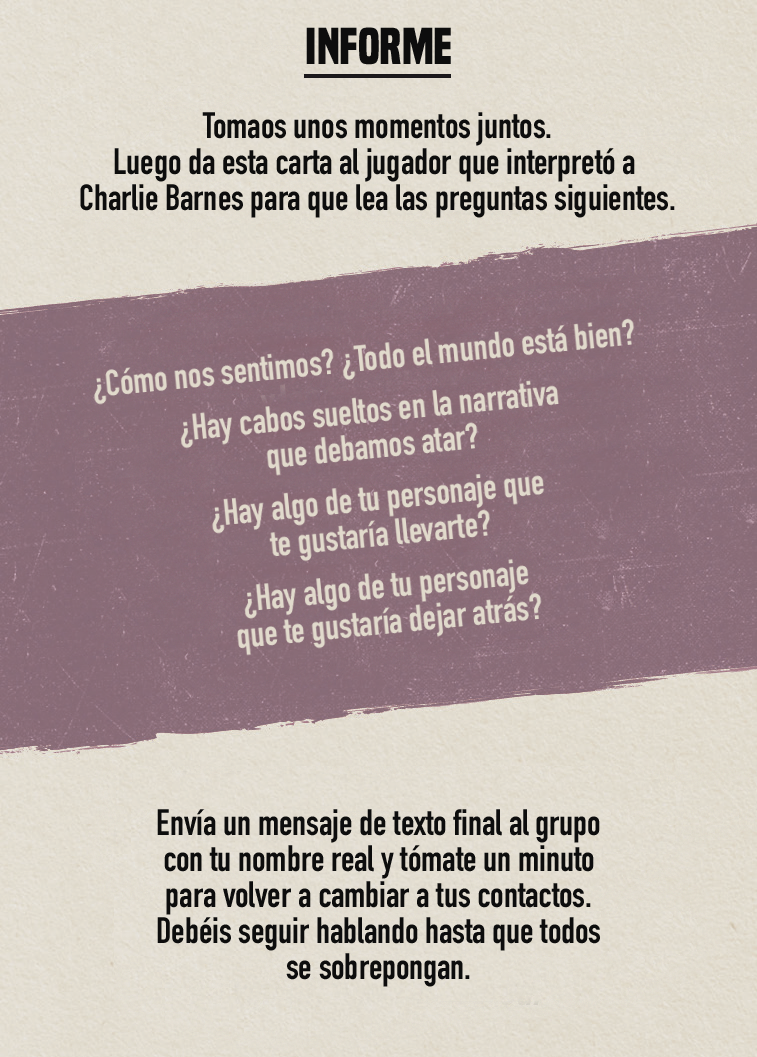 INFORME
Tomaos unos momentos juntos.
Luego da esta carta al jugador que interpretó a
Charlie Barnes para que lea las preguntas siguientes.
¿Cómo nos sentimos? ¿Todo el mundo está bien?
¿Hay cabos sueltos en la narrativa
que debamos atar?
¿Hay algo de tu personaje que
te gustaría llevarte?
¿Hay algo de tu personaje
que te gustaría dejar atrás?
Envía un mensaje de texto final al grupo
con tu nombre real y tómate un minuto
para volver a cambiar a tus contactos.
Debéis seguir hablando hasta que todos
se sobrepongan.